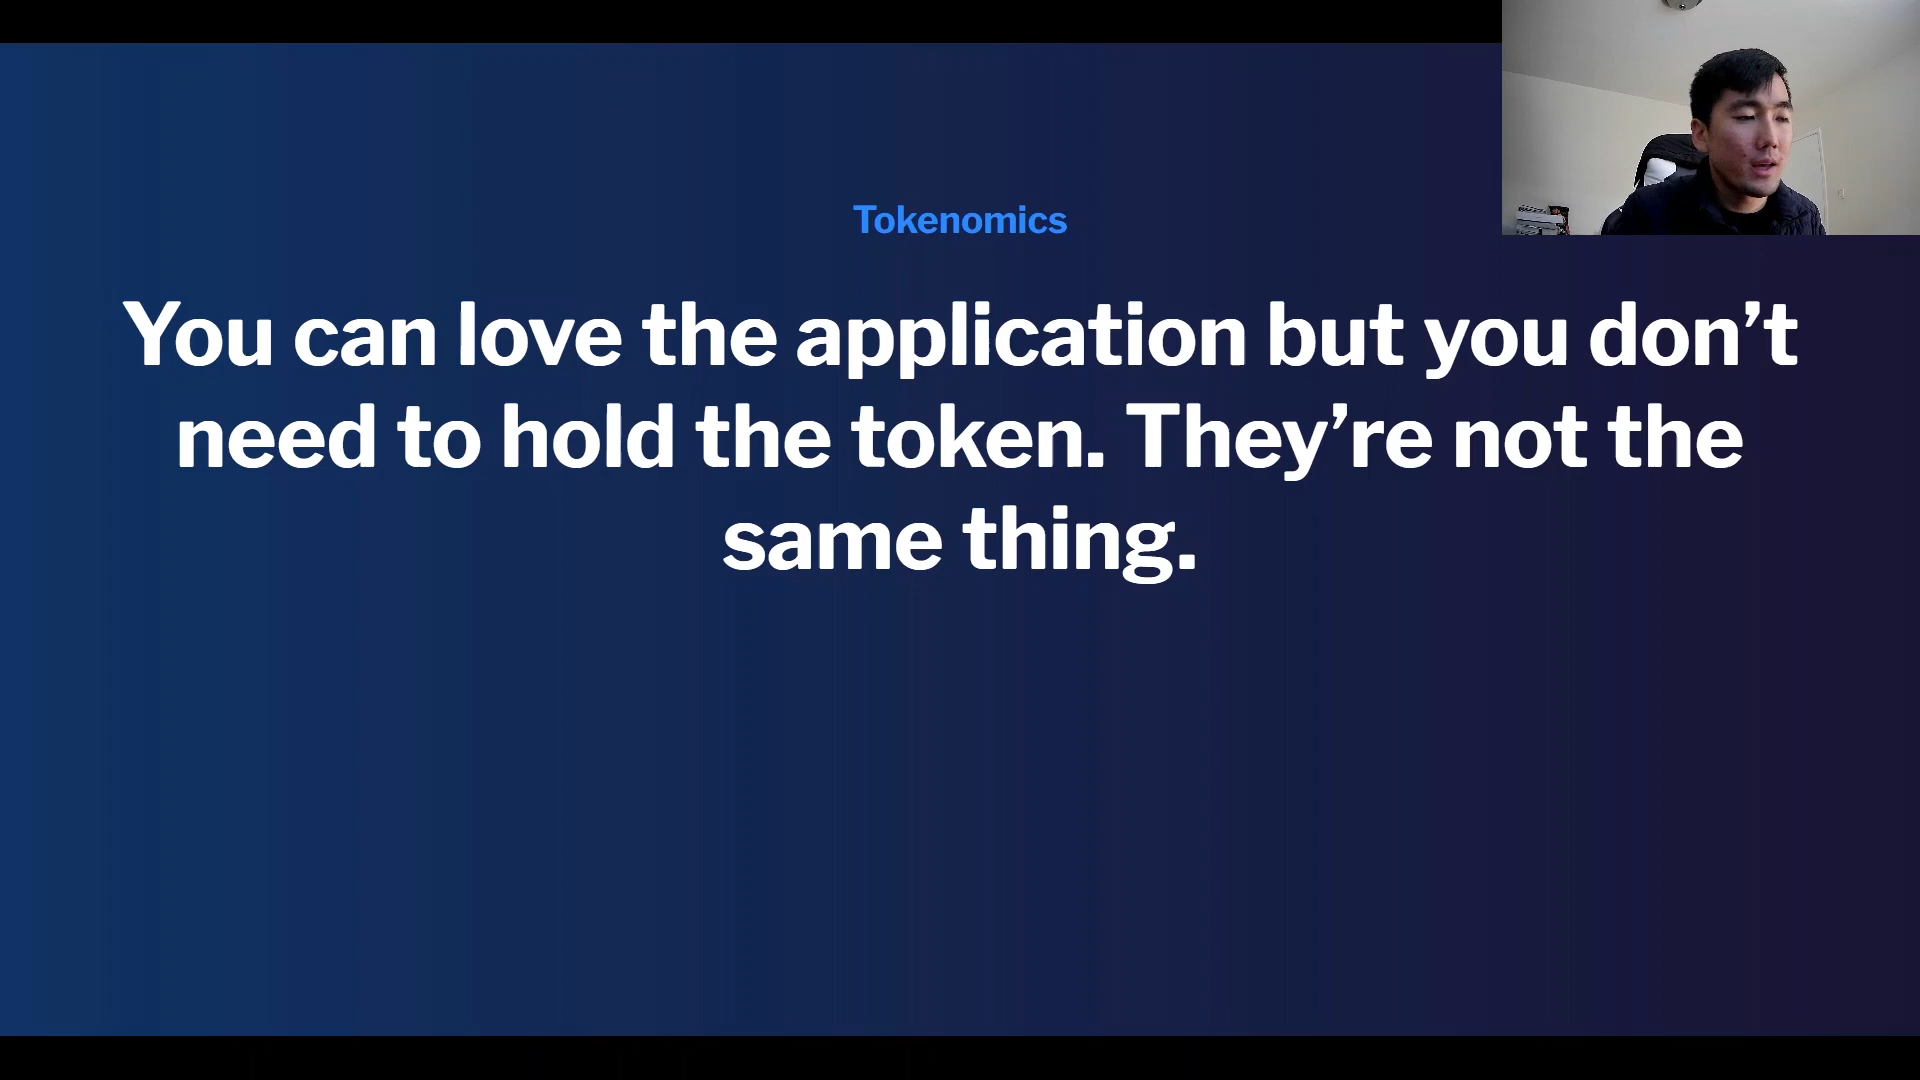 Tokenomics
You can love the application but you don’t
need to hold the token. They’re not the
same thing.